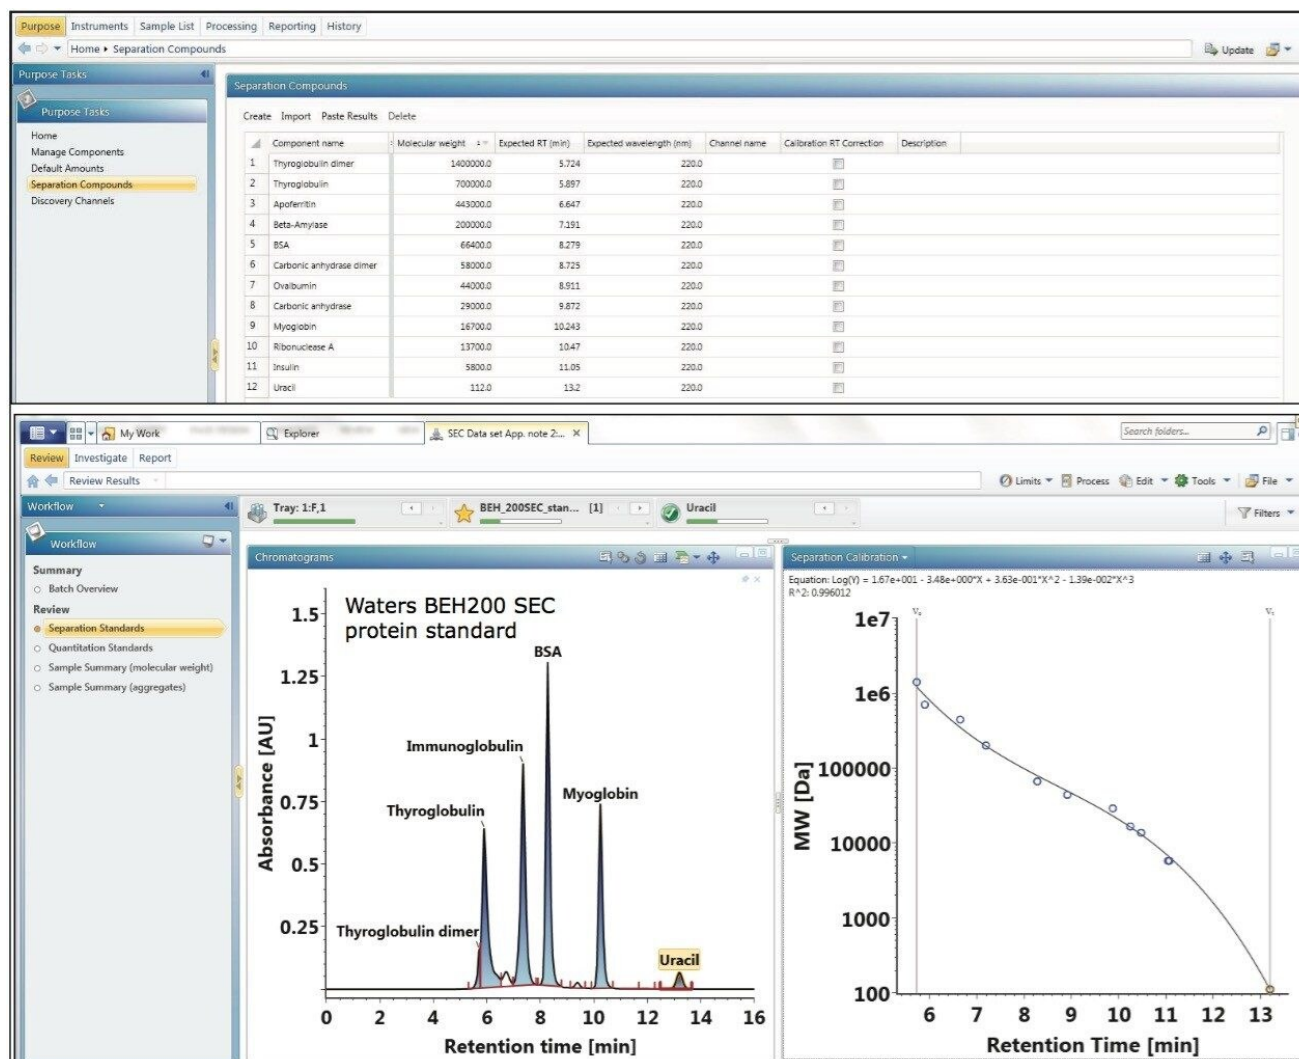 Purpose Instruments Sample List Processing Reporting History
Home • Separation Compounds
Update
Purpose Tasks
Purpose Tasks
Home
Manage Components
Default Amounts
Separation Compounds
Discovery Channels
Separation Compounds
Create Import Paste Results Delete
Component name Molecular weight Expected RT (min) Expected wavelength (nm) Channel name Calibration RT Correction Description
1 Thyroglobulin dimer 1400000.0 5.724 220.0
2 Thyroglobulin 700000.0 5.897 220.0
3 Apoferritin 443000.0 6.647 220.0
4 Beta-Amylase 200000.0 7.191 220.0
5 BSA 66400.0 8.279 220.0
6 Carbonic anhydrase dimer 58000.0 8.725 220.0
7 Ovalbumin 44000.0 8.911 220.0
8 Carbonic anhydrase 29000.0 9.872 220.0
9 Myoglobin 16700.0 10.243 220.0
10 Ribonuclease A 13700.0 10.47 220.0
11 Insulin 5800.0 11.05 220.0
12 Uracil 112.0 13.2 220.0
My Work Explorer SEC Data set App. note 2:... Search folders...
Review Investigate Report
Review Results Limits Process Edit Tools File
Workflow
Tray: 1:F,1 BEH_200SEC_stan... [1] Uracil Filters
Workflow
Summary
Batch Overview
Review
Separation Standards
Quantitation Standards
Sample Summary (molecular weight)
Sample Summary (aggregates)
Chromatograms
Waters BEH200 SEC
protein standard
BSA
Immunoglobulin
Thyroglobulin
Myoglobin
Thyroglobulin dimer
Uracil
Absorbance [AU]
1.5
1.25
1
0.75
0.5
0.25
0 2 4 6 8 10 12 14 16
Retention time [min]
Separation Calibration
Equation: Log(Y) = 1.67e+001 - 3.48e+000*X + 3.63e-001*X^2 - 1.39e-002*X^3
R^2: 0.996012
MW [Da]
1e7
1e6
100000
10000
1000
100
6 7 8 9 10 11 12 13
Retention Time [min]